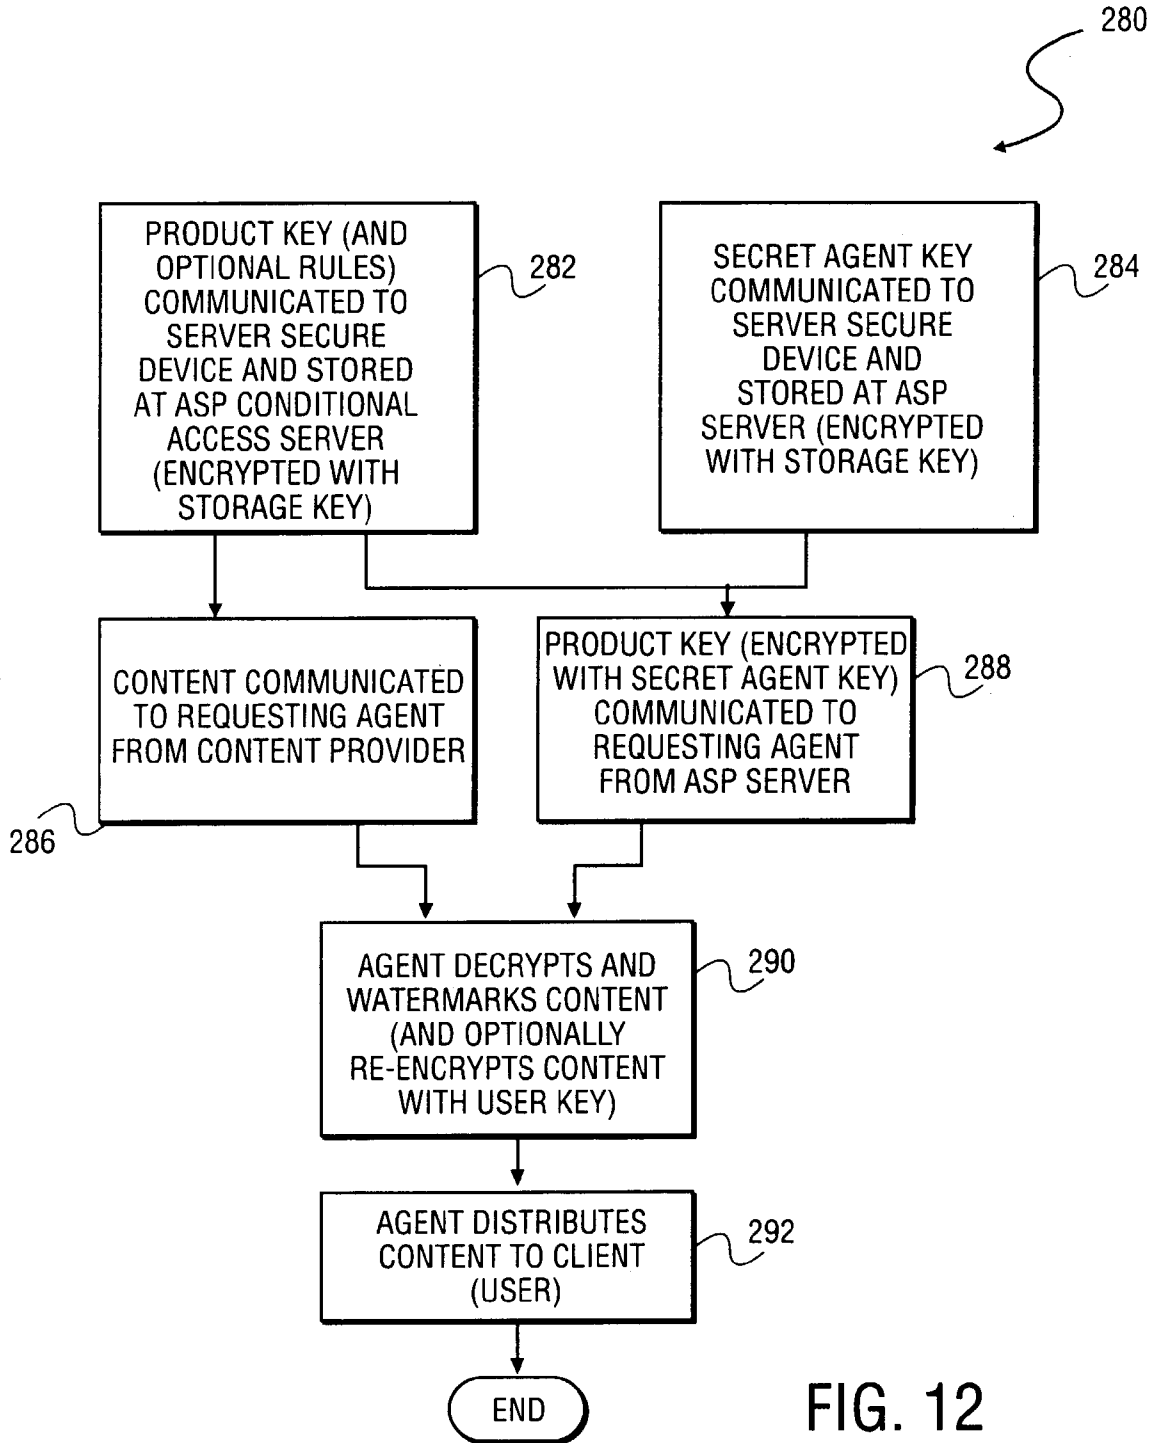 280
PRODUCT KEY (AND
OPTIONAL RULES)
COMMUNICATED TO
SERVER SECURE
DEVICE AND STORED
AT ASP CONDITIONAL
ACCESS SERVER
(ENCRYPTED WITH
STORAGE KEY)
282
SECRET AGENT KEY
COMMUNICATED TO
SERVER SECURE
DEVICE AND
STORED AT ASP
SERVER (ENCRYPTED
WITH STORAGE KEY)
284
CONTENT COMMUNICATED
TO REQUESTING AGENT
FROM CONTENT PROVIDER
286
PRODUCT KEY (ENCRYPTED
WITH SECRET AGENT KEY)
COMMUNICATED TO
REQUESTING AGENT
FROM ASP SERVER
288
AGENT DECRYPTS AND
WATERMARKS CONTENT
(AND OPTIONALLY
RE-ENCRYPTS CONTENT
WITH USER KEY)
290
AGENT DISTRIBUTES
CONTENT TO CLIENT
(USER)
292
END
FIG. 12